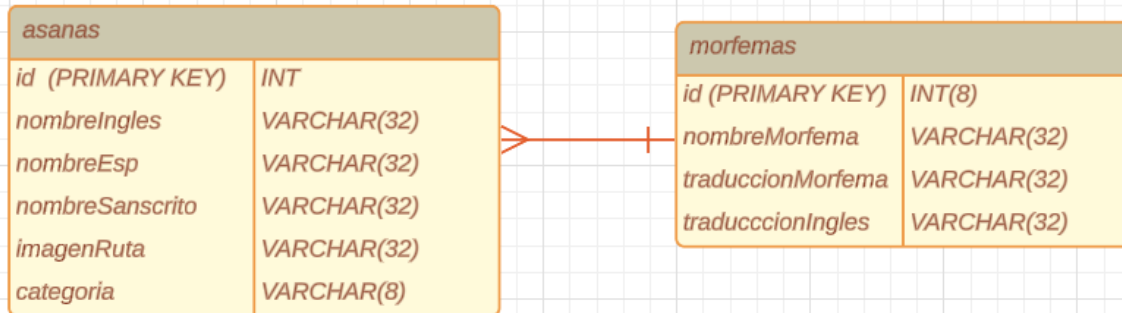 asanas
id (PRIMARY KEY) INT
nombreIngles VARCHAR(32)
nombreEsp VARCHAR(32)
nombreSanscrito VARCHAR(32)
imagenRuta VARCHAR(32)
categoria VARCHAR(8)
morfemas
id (PRIMARY KEY) INT(8)
nombreMorfema VARCHAR(32)
traduccionMorfema VARCHAR(32)
traducccionIngles VARCHAR(32)